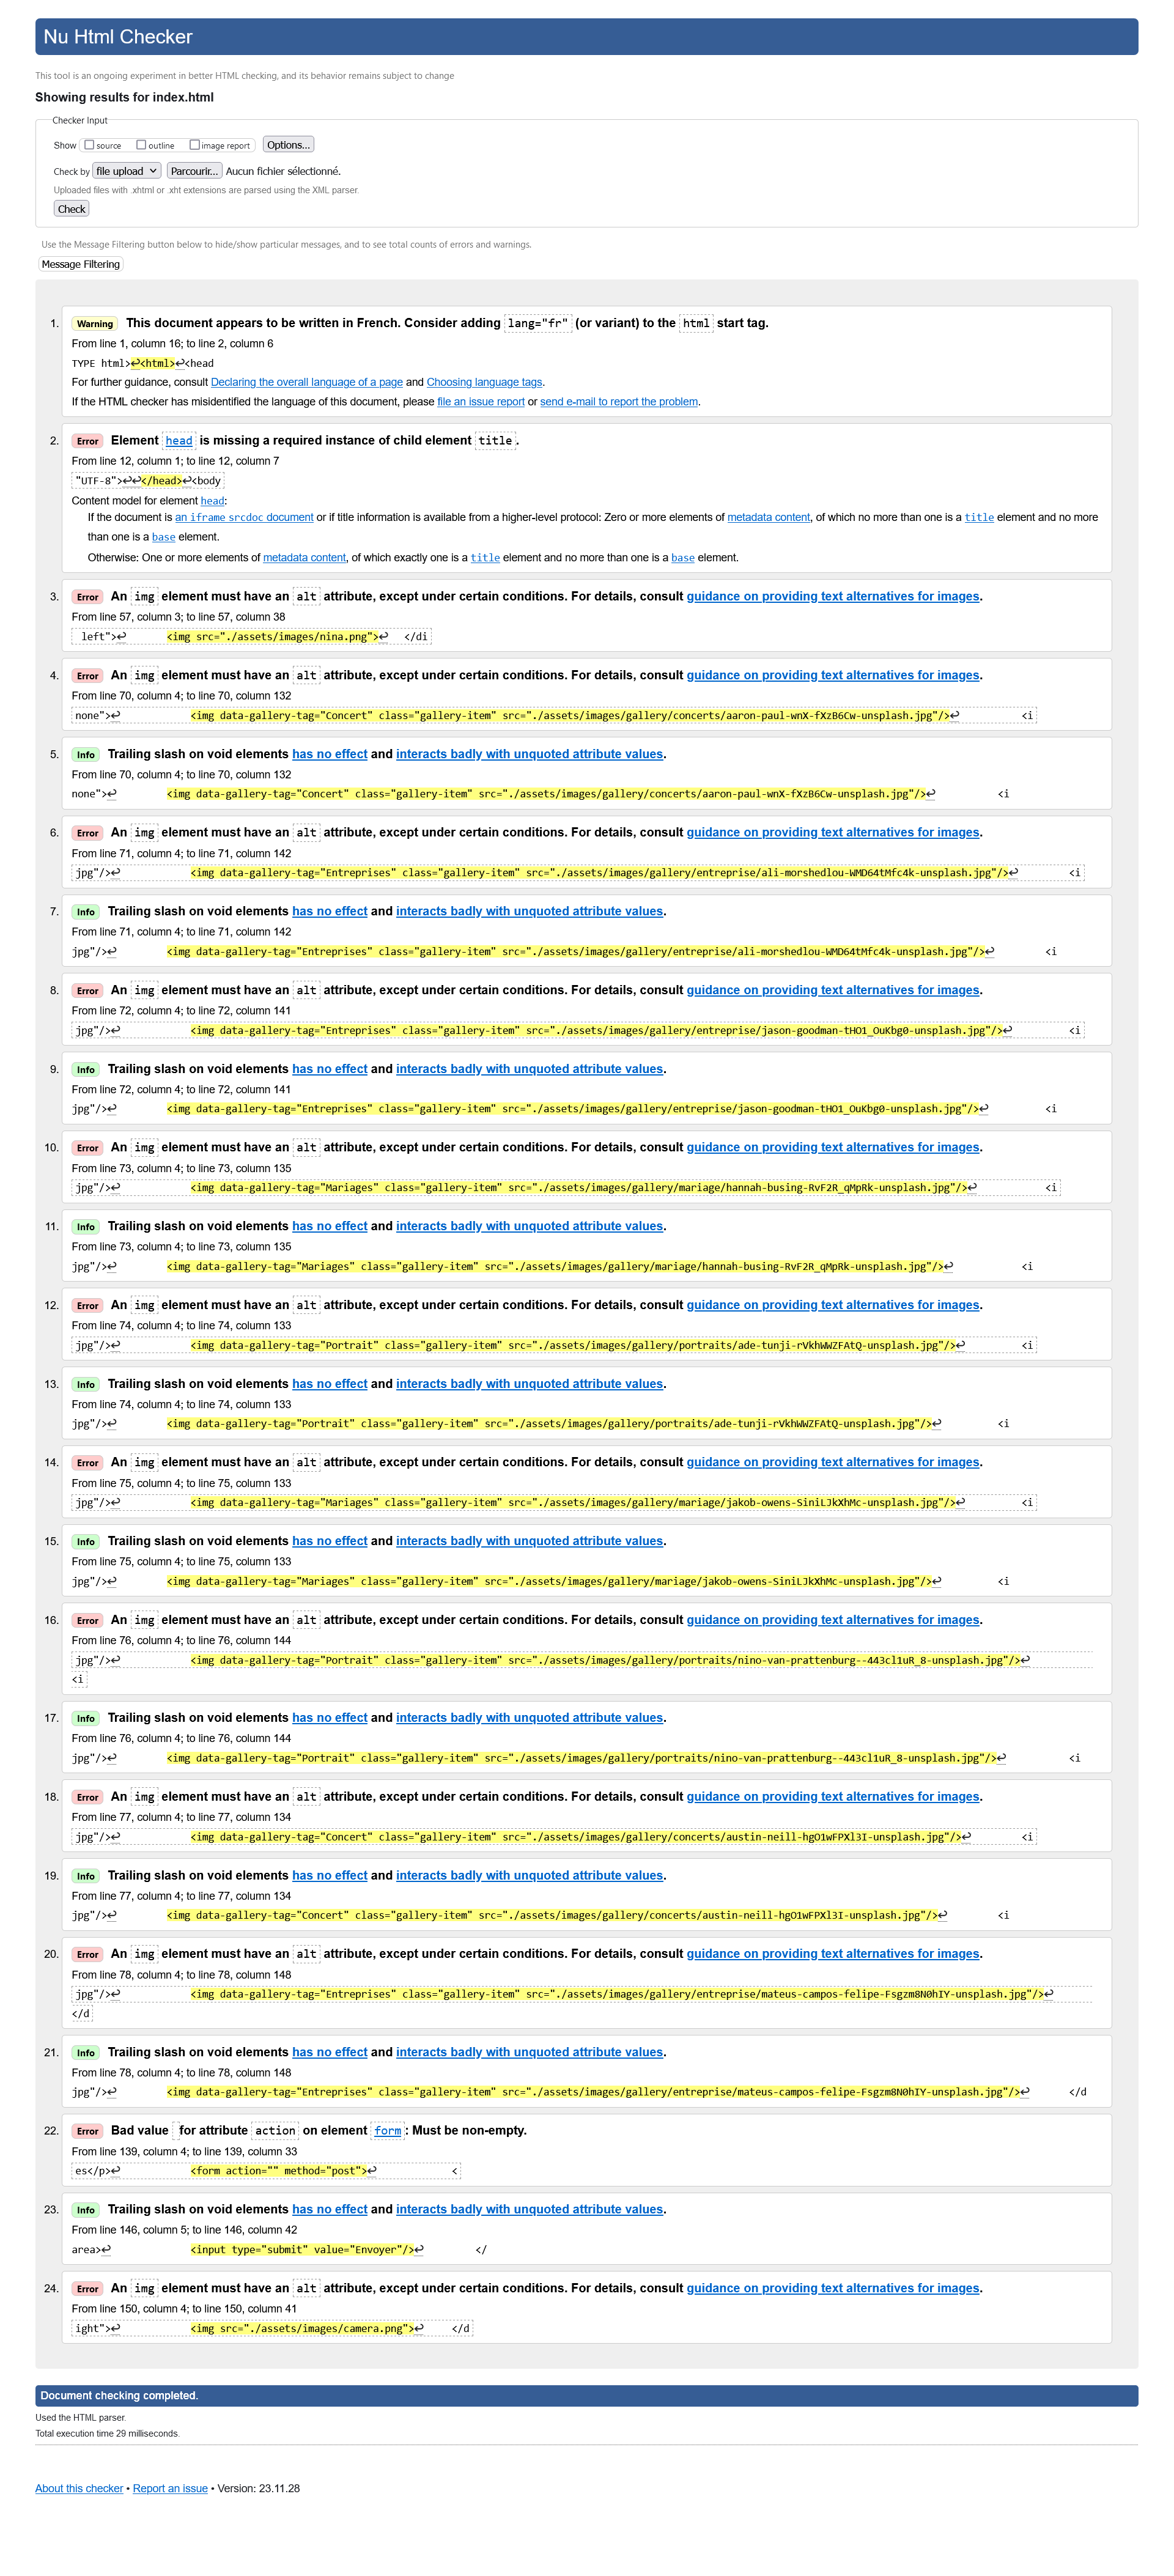 Nu Html Checker
This tool is an ongoing experiment in better HTML checking, and its behavior remains subject to change
Showing results for index.html
Checker Input
Show source outline image report Options...
Check by file upload Parcourir... Aucun fichier sélectionné.
Uploaded files with .xhtml or .xht extensions are parsed using the XML parser.
Check
Use the Message Filtering button below to hide/show particular messages, and to see total counts of errors and warnings.
Message Filtering
1. Warning This document appears to be written in French. Consider adding lang="fr" (or variant) to the html start tag.
From line 1, column 16; to line 2, column 6
TYPE html>↩<html>↩<head
For further guidance, consult Declaring the overall language of a page and Choosing language tags.
If the HTML checker has misidentified the language of this document, please file an issue report or send e-mail to report the problem.
2. Error Element head is missing a required instance of child element title.
From line 12, column 1; to line 12, column 7
"UTF-8">↩↩</head>↩<body
Content model for element head:
If the document is an iframe srcdoc document or if title information is available from a higher-level protocol: Zero or more elements of metadata content, of which no more than one is a title element and no more
than one is a base element.
Otherwise: One or more elements of metadata content, of which exactly one is a title element and no more than one is a base element.
3. Error An img element must have an alt attribute, except under certain conditions. For details, consult guidance on providing text alternatives for images.
From line 57, column 3; to line 57, column 38
left">↩ <img src="./assets/images/nina.png">↩ </di
4. Error An img element must have an alt attribute, except under certain conditions. For details, consult guidance on providing text alternatives for images.
From line 70, column 4; to line 70, column 132
none">↩ <img data-gallery-tag="Concert" class="gallery-item" src="./assets/images/gallery/concerts/aaron-paul-wnX-fXzB6Cw-unsplash.jpg"/>↩ <i
5. Info Trailing slash on void elements has no effect and interacts badly with unquoted attribute values.
From line 70, column 4; to line 70, column 132
none">↩ <img data-gallery-tag="Concert" class="gallery-item" src="./assets/images/gallery/concerts/aaron-paul-wnX-fXzB6Cw-unsplash.jpg"/>↩ <i
6. Error An img element must have an alt attribute, except under certain conditions. For details, consult guidance on providing text alternatives for images.
From line 71, column 4; to line 71, column 142
jpg"/>↩ <img data-gallery-tag="Entreprises" class="gallery-item" src="./assets/images/gallery/entreprise/ali-morshedlou-WMD64tMfc4k-unsplash.jpg"/>↩ <i
7. Info Trailing slash on void elements has no effect and interacts badly with unquoted attribute values.
From line 71, column 4; to line 71, column 142
jpg"/>↩ <img data-gallery-tag="Entreprises" class="gallery-item" src="./assets/images/gallery/entreprise/ali-morshedlou-WMD64tMfc4k-unsplash.jpg"/>↩ <i
8. Error An img element must have an alt attribute, except under certain conditions. For details, consult guidance on providing text alternatives for images.
From line 72, column 4; to line 72, column 141
jpg"/>↩ <img data-gallery-tag="Entreprises" class="gallery-item" src="./assets/images/gallery/entreprise/jason-goodman-tHO1_OuKbg0-unsplash.jpg"/>↩ <i
9. Info Trailing slash on void elements has no effect and interacts badly with unquoted attribute values.
From line 72, column 4; to line 72, column 141
jpg"/>↩ <img data-gallery-tag="Entreprises" class="gallery-item" src="./assets/images/gallery/entreprise/jason-goodman-tHO1_OuKbg0-unsplash.jpg"/>↩ <i
10. Error An img element must have an alt attribute, except under certain conditions. For details, consult guidance on providing text alternatives for images.
From line 73, column 4; to line 73, column 135
jpg"/>↩ <img data-gallery-tag="Mariages" class="gallery-item" src="./assets/images/gallery/mariage/hannah-busing-RvF2R_qMpRk-unsplash.jpg"/>↩ <i
11. Info Trailing slash on void elements has no effect and interacts badly with unquoted attribute values.
From line 73, column 4; to line 73, column 135
jpg"/>↩ <img data-gallery-tag="Mariages" class="gallery-item" src="./assets/images/gallery/mariage/hannah-busing-RvF2R_qMpRk-unsplash.jpg"/>↩ <i
12. Error An img element must have an alt attribute, except under certain conditions. For details, consult guidance on providing text alternatives for images.
From line 74, column 4; to line 74, column 133
jpg"/>↩ <img data-gallery-tag="Portrait" class="gallery-item" src="./assets/images/gallery/portraits/ade-tunji-rVkhWWZFAtQ-unsplash.jpg"/>↩ <i
13. Info Trailing slash on void elements has no effect and interacts badly with unquoted attribute values.
From line 74, column 4; to line 74, column 133
jpg"/>↩ <img data-gallery-tag="Portrait" class="gallery-item" src="./assets/images/gallery/portraits/ade-tunji-rVkhWWZFAtQ-unsplash.jpg"/>↩ <i
14. Error An img element must have an alt attribute, except under certain conditions. For details, consult guidance on providing text alternatives for images.
From line 75, column 4; to line 75, column 133
jpg"/>↩ <img data-gallery-tag="Mariages" class="gallery-item" src="./assets/images/gallery/mariage/jakob-owens-SiniLJkXhMc-unsplash.jpg"/>↩ <i
15. Info Trailing slash on void elements has no effect and interacts badly with unquoted attribute values.
From line 75, column 4; to line 75, column 133
jpg"/>↩ <img data-gallery-tag="Mariages" class="gallery-item" src="./assets/images/gallery/mariage/jakob-owens-SiniLJkXhMc-unsplash.jpg"/>↩ <i
16. Error An img element must have an alt attribute, except under certain conditions. For details, consult guidance on providing text alternatives for images.
From line 76, column 4; to line 76, column 144
jpg"/>↩ <img data-gallery-tag="Portrait" class="gallery-item" src="./assets/images/gallery/portraits/nino-van-prattenburg--443cl1uR_8-unsplash.jpg"/>↩
<i
17. Info Trailing slash on void elements has no effect and interacts badly with unquoted attribute values.
From line 76, column 4; to line 76, column 144
jpg"/>↩ <img data-gallery-tag="Portrait" class="gallery-item" src="./assets/images/gallery/portraits/nino-van-prattenburg--443cl1uR_8-unsplash.jpg"/>↩ <i
18. Error An img element must have an alt attribute, except under certain conditions. For details, consult guidance on providing text alternatives for images.
From line 77, column 4; to line 77, column 134
jpg"/>↩ <img data-gallery-tag="Concert" class="gallery-item" src="./assets/images/gallery/concerts/austin-neill-hgO1wFPXl3I-unsplash.jpg"/>↩ <i
19. Info Trailing slash on void elements has no effect and interacts badly with unquoted attribute values.
From line 77, column 4; to line 77, column 134
jpg"/>↩ <img data-gallery-tag="Concert" class="gallery-item" src="./assets/images/gallery/concerts/austin-neill-hgO1wFPXl3I-unsplash.jpg"/>↩ <i
20. Error An img element must have an alt attribute, except under certain conditions. For details, consult guidance on providing text alternatives for images.
From line 78, column 4; to line 78, column 148
jpg"/>↩ <img data-gallery-tag="Entreprises" class="gallery-item" src="./assets/images/gallery/entreprise/mateus-campos-felipe-Fsgzm8N0hIY-unsplash.jpg"/>↩
</d
21. Info Trailing slash on void elements has no effect and interacts badly with unquoted attribute values.
From line 78, column 4; to line 78, column 148
jpg"/>↩ <img data-gallery-tag="Entreprises" class="gallery-item" src="./assets/images/gallery/entreprise/mateus-campos-felipe-Fsgzm8N0hIY-unsplash.jpg"/>↩ </d
22. Error Bad value for attribute action on element form: Must be non-empty.
From line 139, column 4; to line 139, column 33
es</p>↩ <form action="" method="post">↩ <
23. Info Trailing slash on void elements has no effect and interacts badly with unquoted attribute values.
From line 146, column 5; to line 146, column 42
area>↩ <input type="submit" value="Envoyer"/>↩ </
24. Error An img element must have an alt attribute, except under certain conditions. For details, consult guidance on providing text alternatives for images.
From line 150, column 4; to line 150, column 41
ight">↩ <img src="./assets/images/camera.png">↩ </d
Document checking completed.
Used the HTML parser.
Total execution time 29 milliseconds.
About this checker • Report an issue • Version: 23.11.28